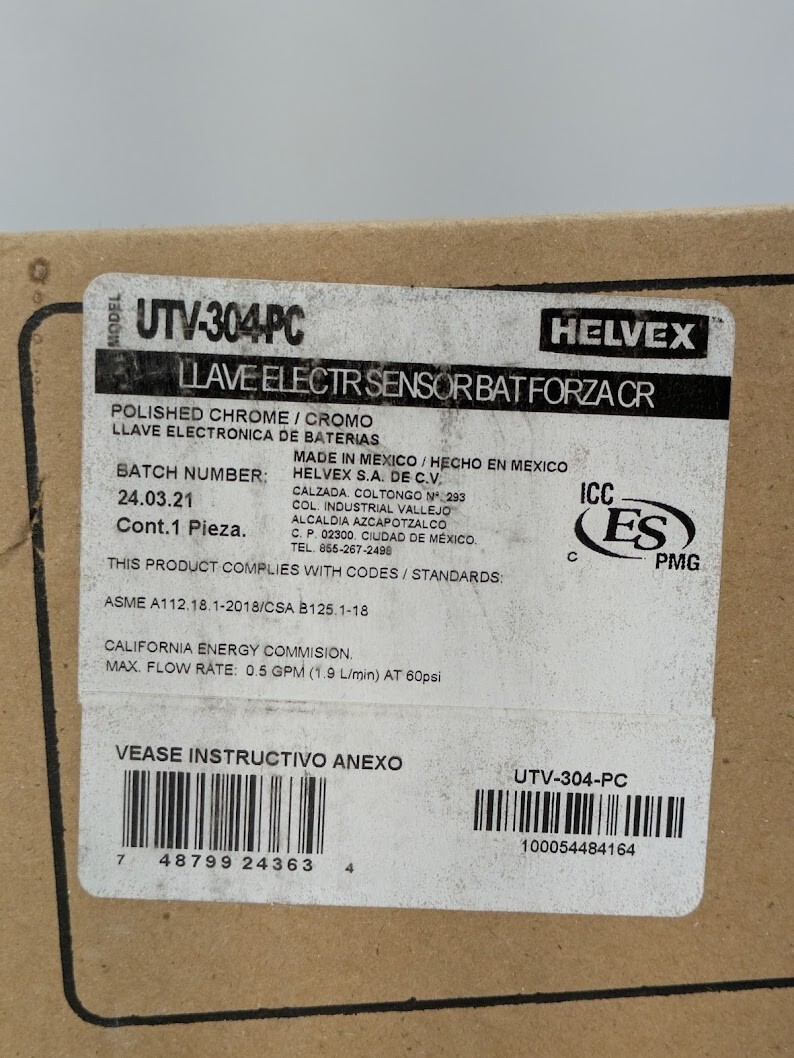 MODEL UTV-304-PC
HELVEX
LLAVE ELECTR SENSOR BAT FORZA CR
POLISHED CHROME / CROMO
LLAVE ELECTRONICA DE BATERIAS
MADE IN MEXICO / HECHO EN MEXICO
BATCH NUMBER:
HELVEX S.A. DE C.V.
24.03.21
CALZADA. COLTONGO Nº. 293
COL. INDUSTRIAL VALLEJO
Cont.1 Pieza.
ALCALDIA AZCAPOTZALCO
C. P. 02300. CIUDAD DE MÉXICO.
TEL. 855-267-2498
ICC
ES
C
PMG
THIS PRODUCT COMPLIES WITH CODES / STANDARDS:
ASME A112.18.1-2018/CSA B125.1-18
CALIFORNIA ENERGY COMMISION.
MAX. FLOW RATE: 0.5 GPM (1.9 L/min) AT 60psi
VEASE INSTRUCTIVO ANEXO
7 48799 24363 4
UTV-304-PC
100054484164